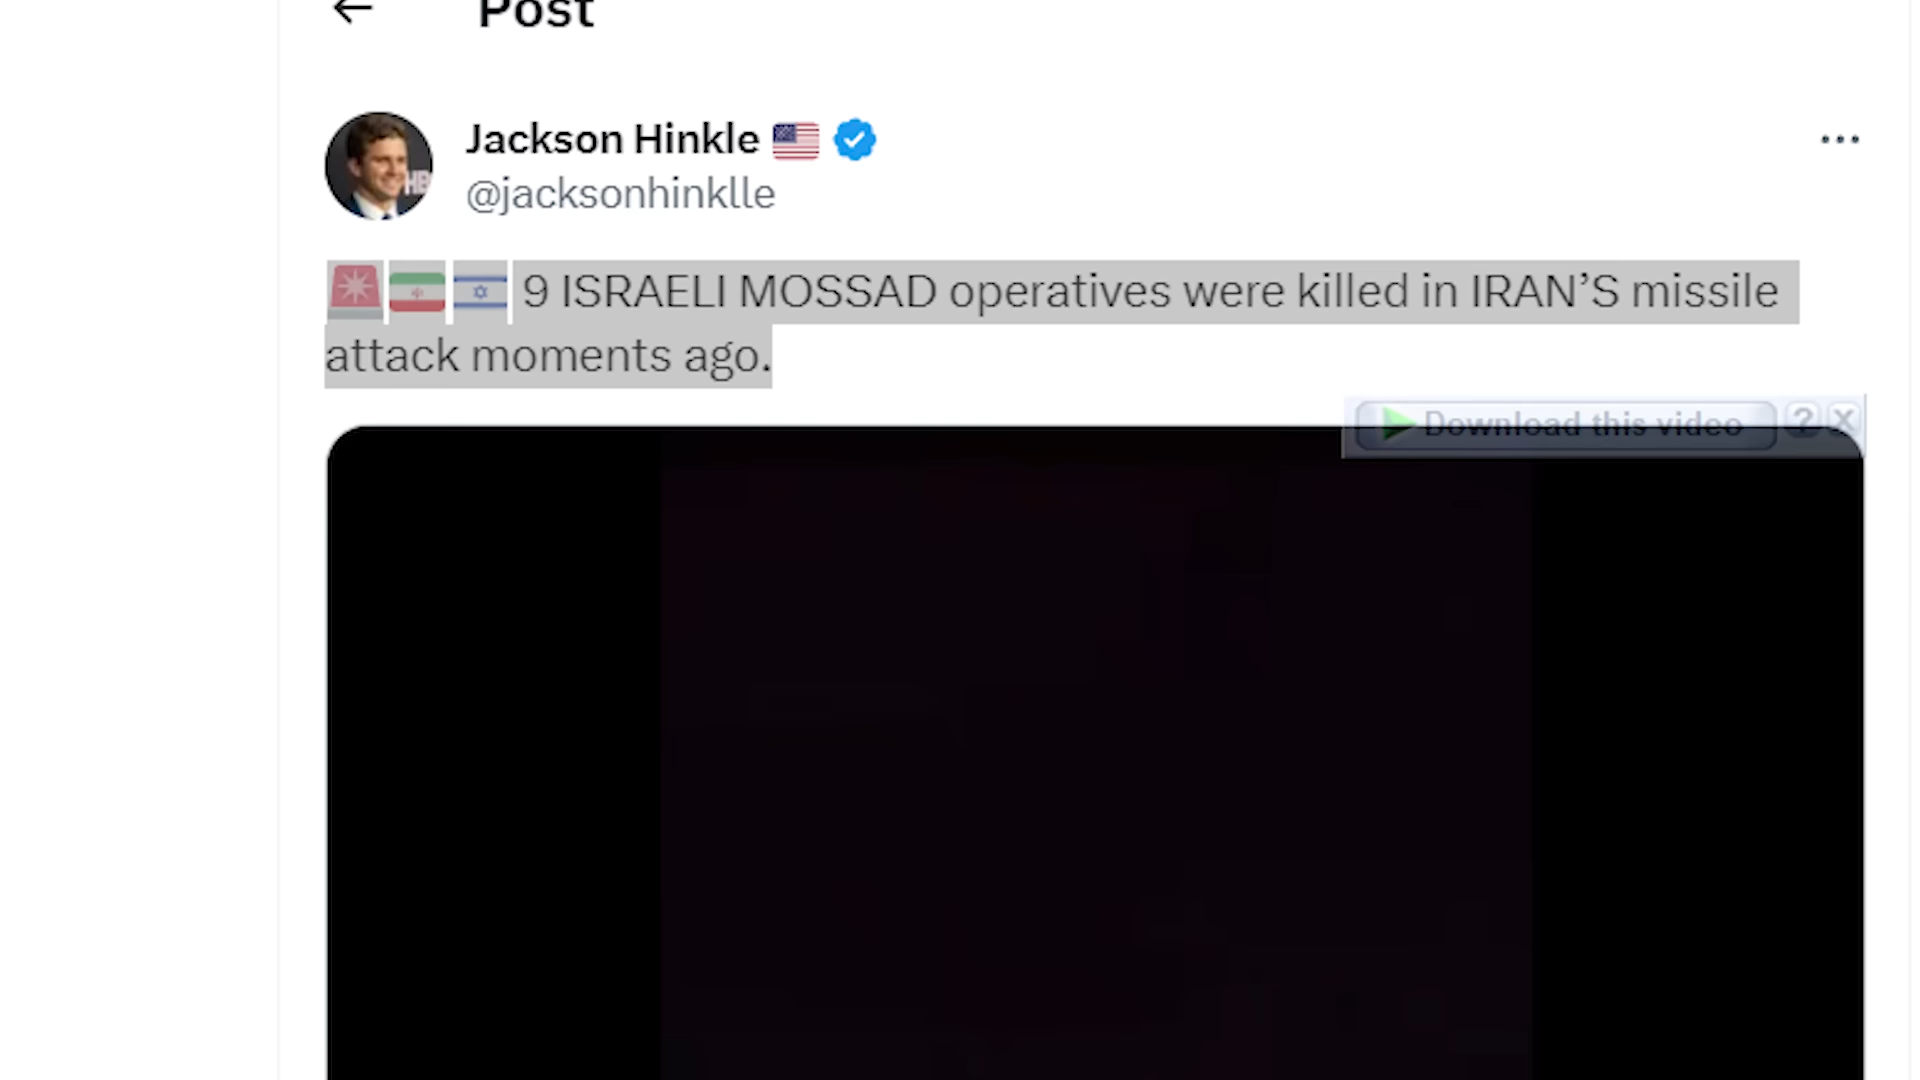 Post
Jackson Hinkle
@jacksonhinklle
9 ISRAELI MOSSAD operatives were killed in IRAN’S missile
attack moments ago.
Download this video ? X
HB